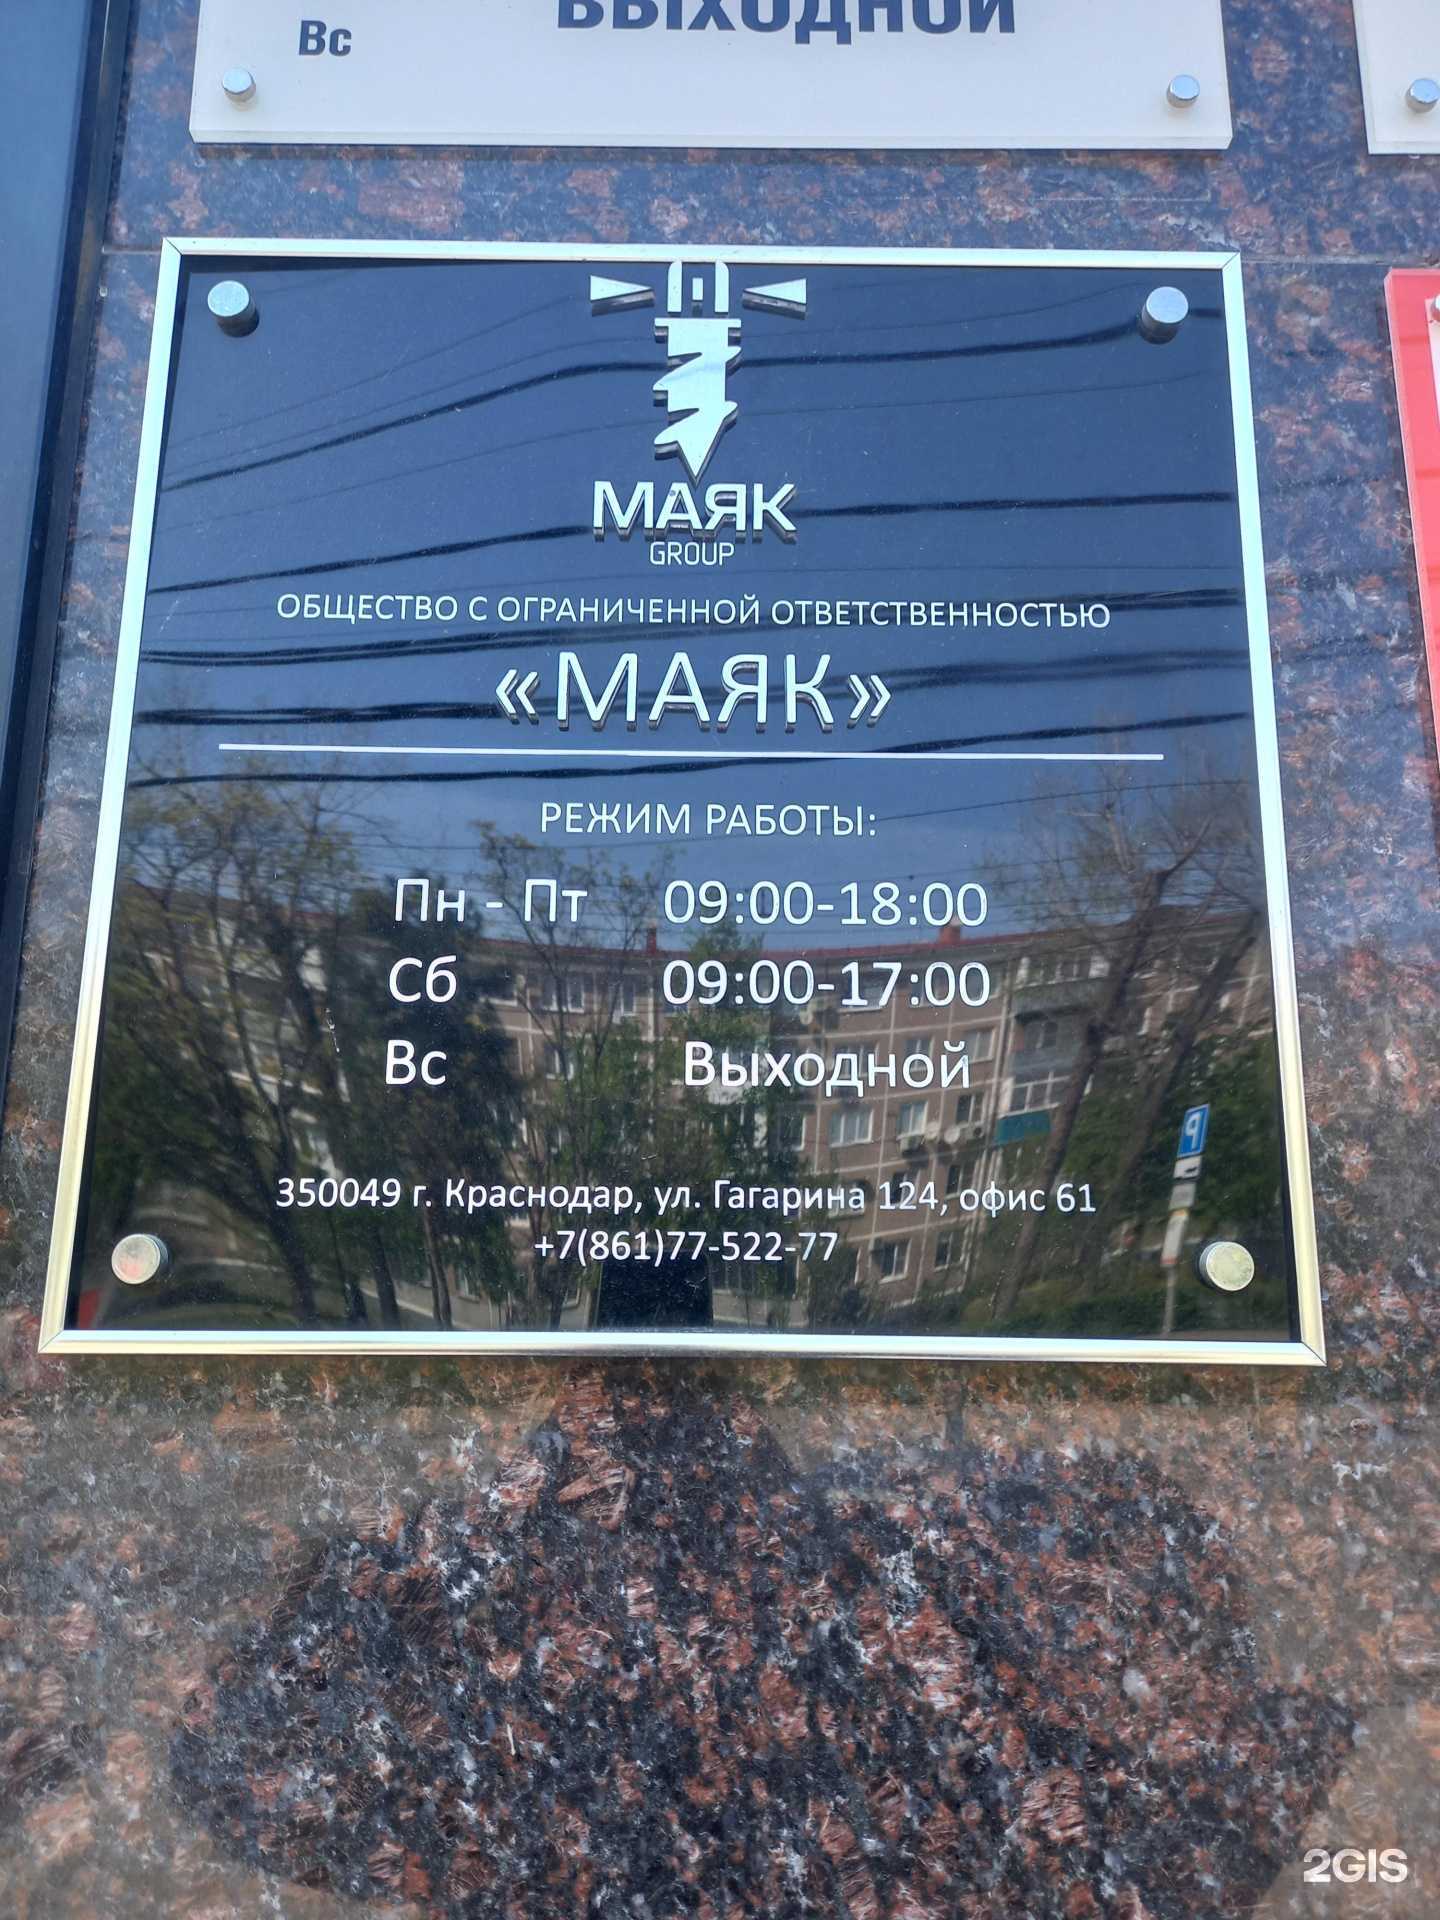 ВЫХОДНОЙ
Вс
МАЯК
GROUP
ОБЩЕСТВО С ОГРАНИЧЕННОЙ ОТВЕТСТВЕННОСТЬЮ
«МАЯК»
РЕЖИМ РАБОТЫ:
Пн - Пт 09:00-18:00
Сб 09:00-17:00
Вс Выходной
350049 г. Краснодар, ул. Гагарина 124, офис 61
+7(861)77-522-77
2GIS